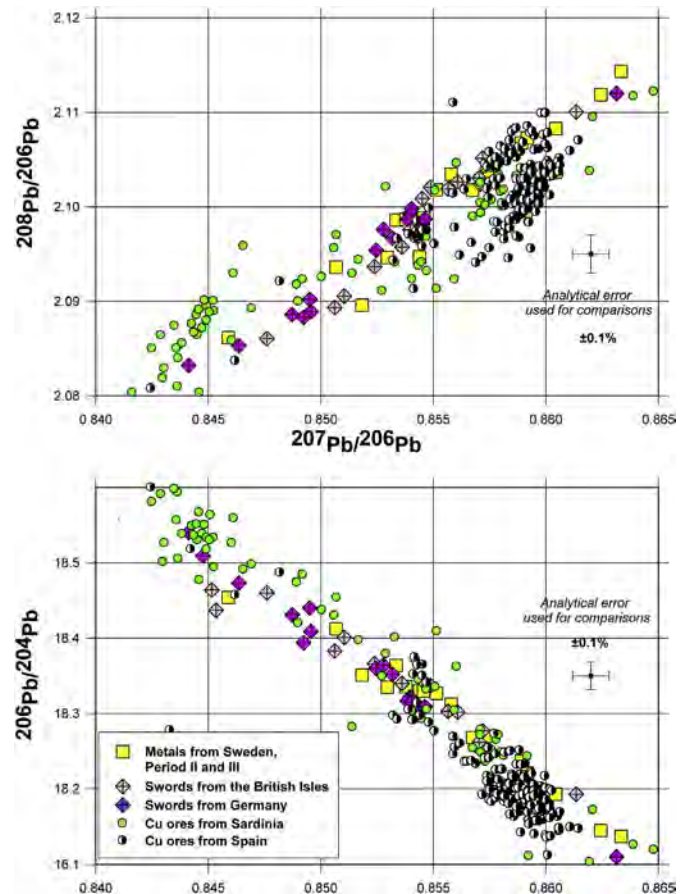 2.12
2.11
2.10
2.09
2.08
208Pb/206Pb
Analytical error
used for comparisons
±0.1%
0.840 0.845 0.850 0.855 0.860 0.865
207Pb/206Pb
18.5
18.4
18.3
18.2
16.1
206Pb/204Pb
Analytical error
used for comparisons
±0.1%
Metals from Sweden,
Period II and III
Swords from the British Isles
Swords from Germany
Cu ores from Sardinia
Cu ores from Spain
0.840 0.845 0.850 0.855 0.860 0.865